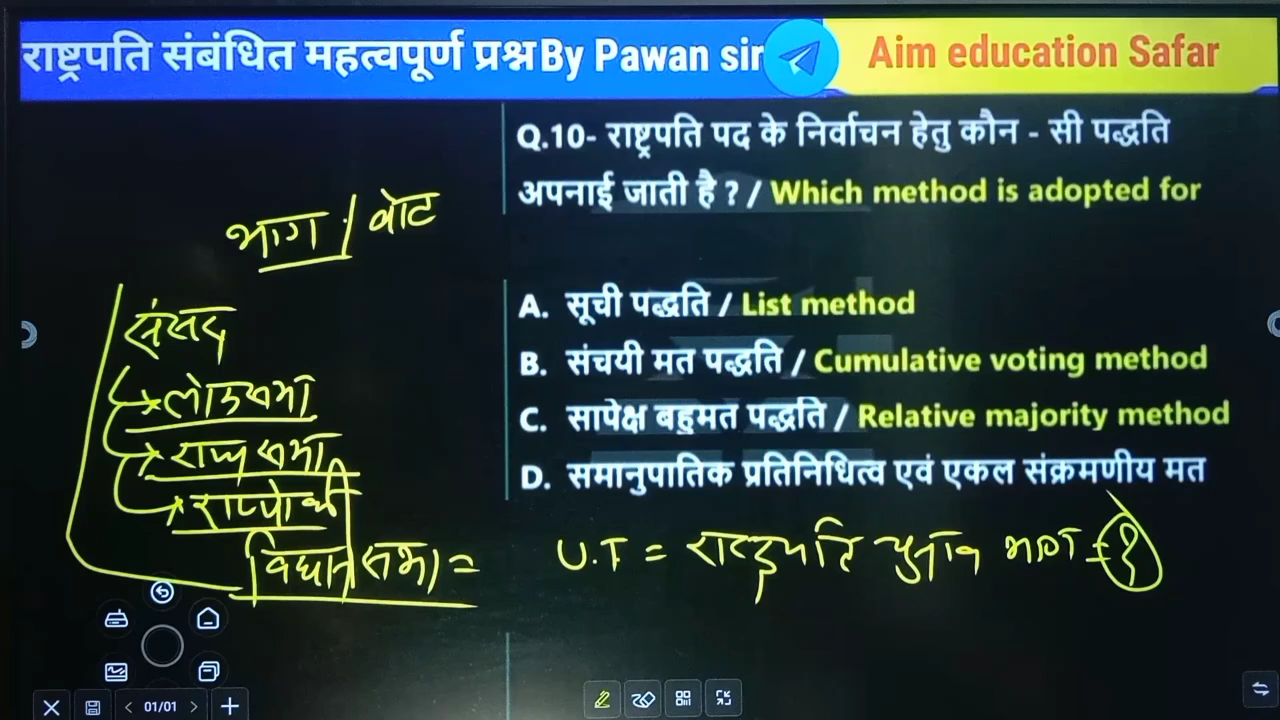 राष्ट्रपति संबंधित महत्वपूर्ण प्रश्न By Pawan sir
Aim education Safar
Q.10- राष्ट्रपति पद के निर्वाचन हेतु कौन - सी पद्धति
अपनाई जाती है ? / Which method is adopted for
भाग / वोट
A. सूची पद्धति / List method
B. संचयी मत पद्धति / Cumulative voting method
C. सापेक्ष बहुमत पद्धति / Relative majority method
D. समानुपातिक प्रतिनिधित्व एवं एकल संक्रमणीय मत
संसद
लोकसभा
राज्यसभा
विधानसभा =
U.T = राष्ट्रपति चुनाव भाग =
01/01